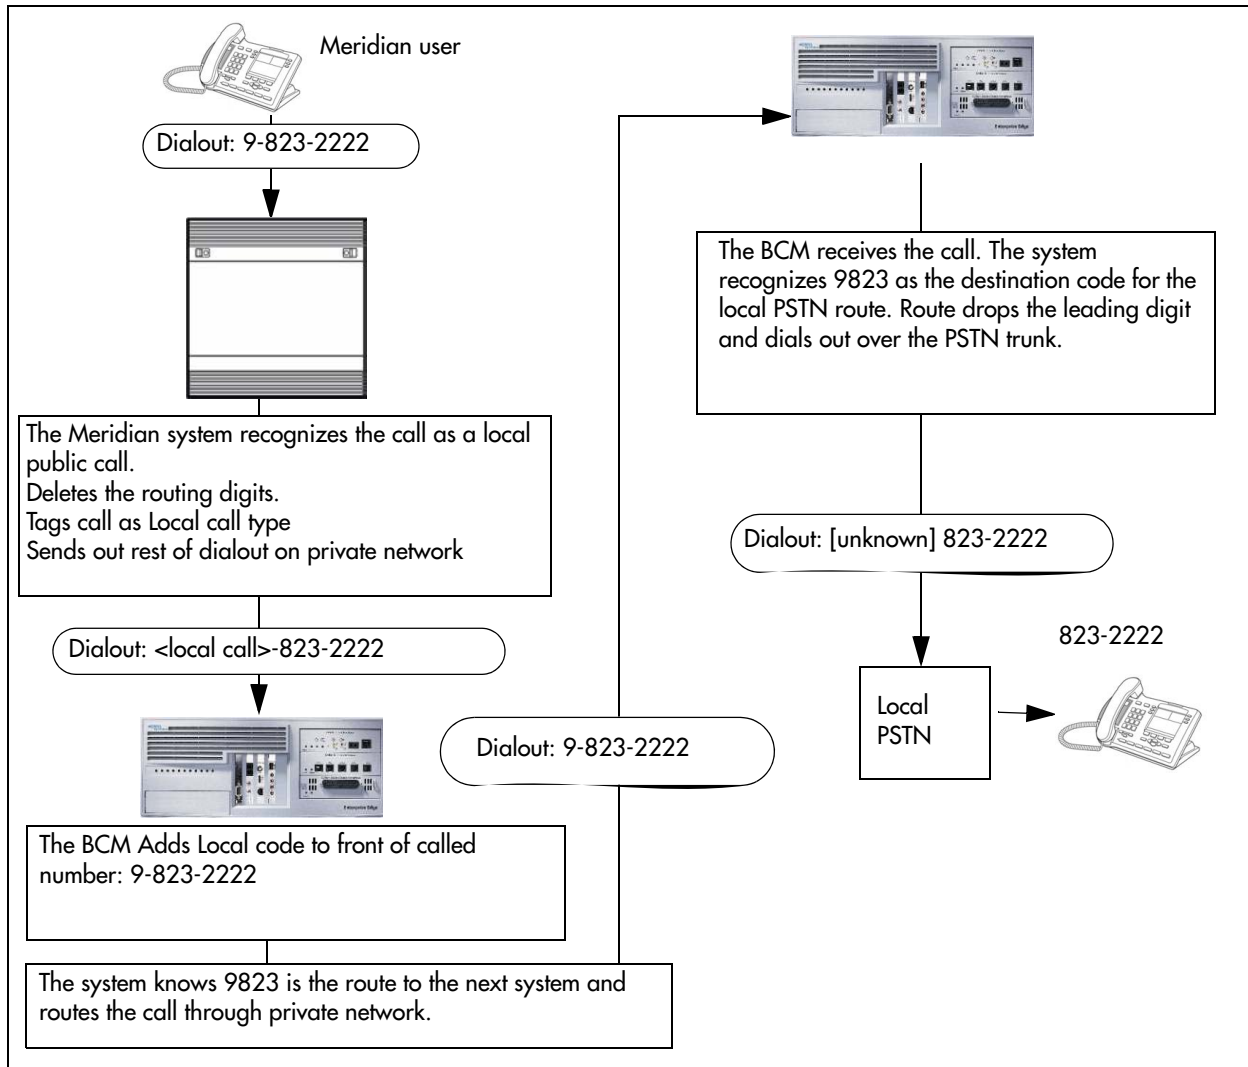 Meridian user
Dialout: 9-823-2222
The Meridian system recognizes the call as a local
public call.
Deletes the routing digits.
Tags call as Local call type
Sends out rest of dialout on private network
Dialout: <local call>-823-2222
The BCM Adds Local code to front of called
number: 9-823-2222
The system knows 9823 is the route to the next system and
routes the call through private network.
Dialout: 9-823-2222
Enterprise Edge
The BCM receives the call. The system
recognizes 9823 as the destination code for the
local PSTN route. Route drops the leading digit
and dials out over the PSTN trunk.
Dialout: [unknown] 823-2222
Local
PSTN
823-2222